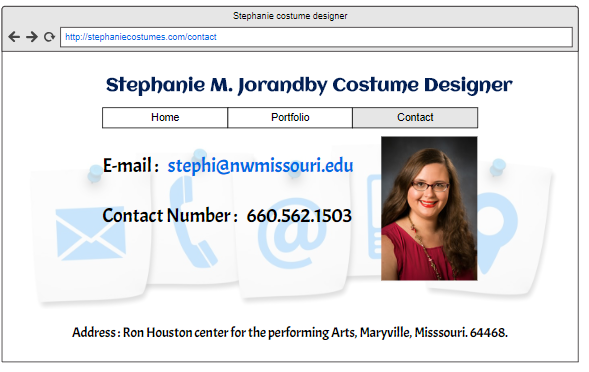 Stephanie costume designer
http://stephaniecostumes.com/contact
Stephanie M. Jorandby Costume Designer
Home Portfolio Contact
E-mail : stephi@nwmissouri.edu
Contact Number : 660.562.1503
@
Address : Ron Houston center for the performing Arts, Maryville, Misssouri. 64468.